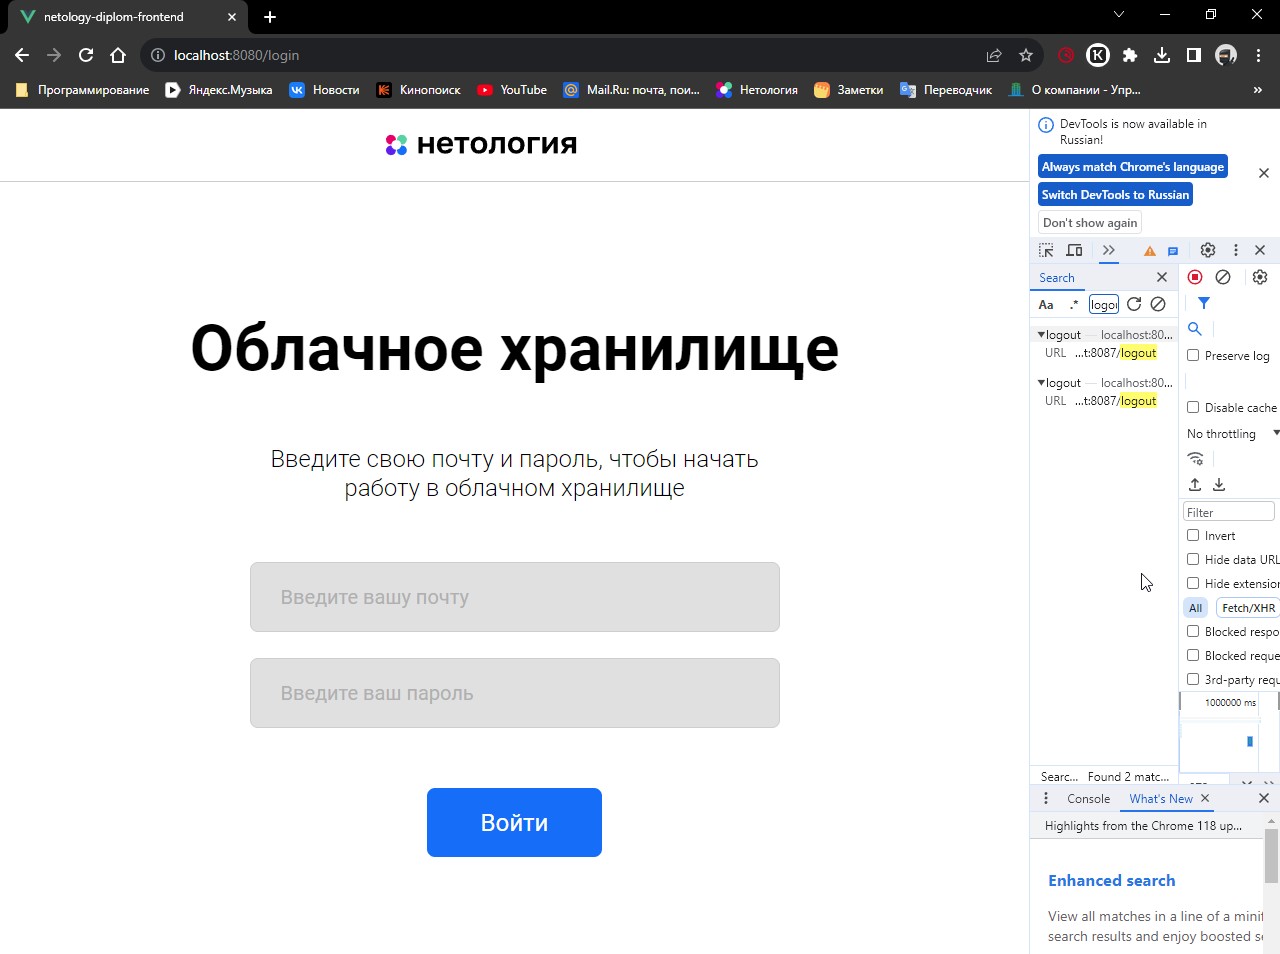 netology-diplom-frontend
localhost:8080/login
Программирование
Яндекс.Музыка
Новости
Кинопоиск
YouTube
Mail.Ru: почта, пои...
Нетология
Заметки
Переводчик
О компании - Упр...
»
нетология
Облачное хранилище
Введите свою почту и пароль, чтобы начать
работу в облачном хранилище
Введите вашу почту
Введите ваш пароль
Войти
DevTools is now available in
Russian!
Always match Chrome's language
Switch DevTools to Russian
Don't show again
Search
Aa .* logou
logout — localhost:80...
URL ...t:8087/logout
logout — localhost:80...
URL ...t:8087/logout
Searc... Found 2 matc...
Preserve log
Disable cache
No throttling
Filter
Invert
Hide data URL
Hide extension
All Fetch/XHR
Blocked respo
Blocked reque
3rd-party requ
1000000 ms
Console What's New
Highlights from the Chrome 118 up...
Enhanced search
View all matches in a line of a minif
search results and enjoy boosted se